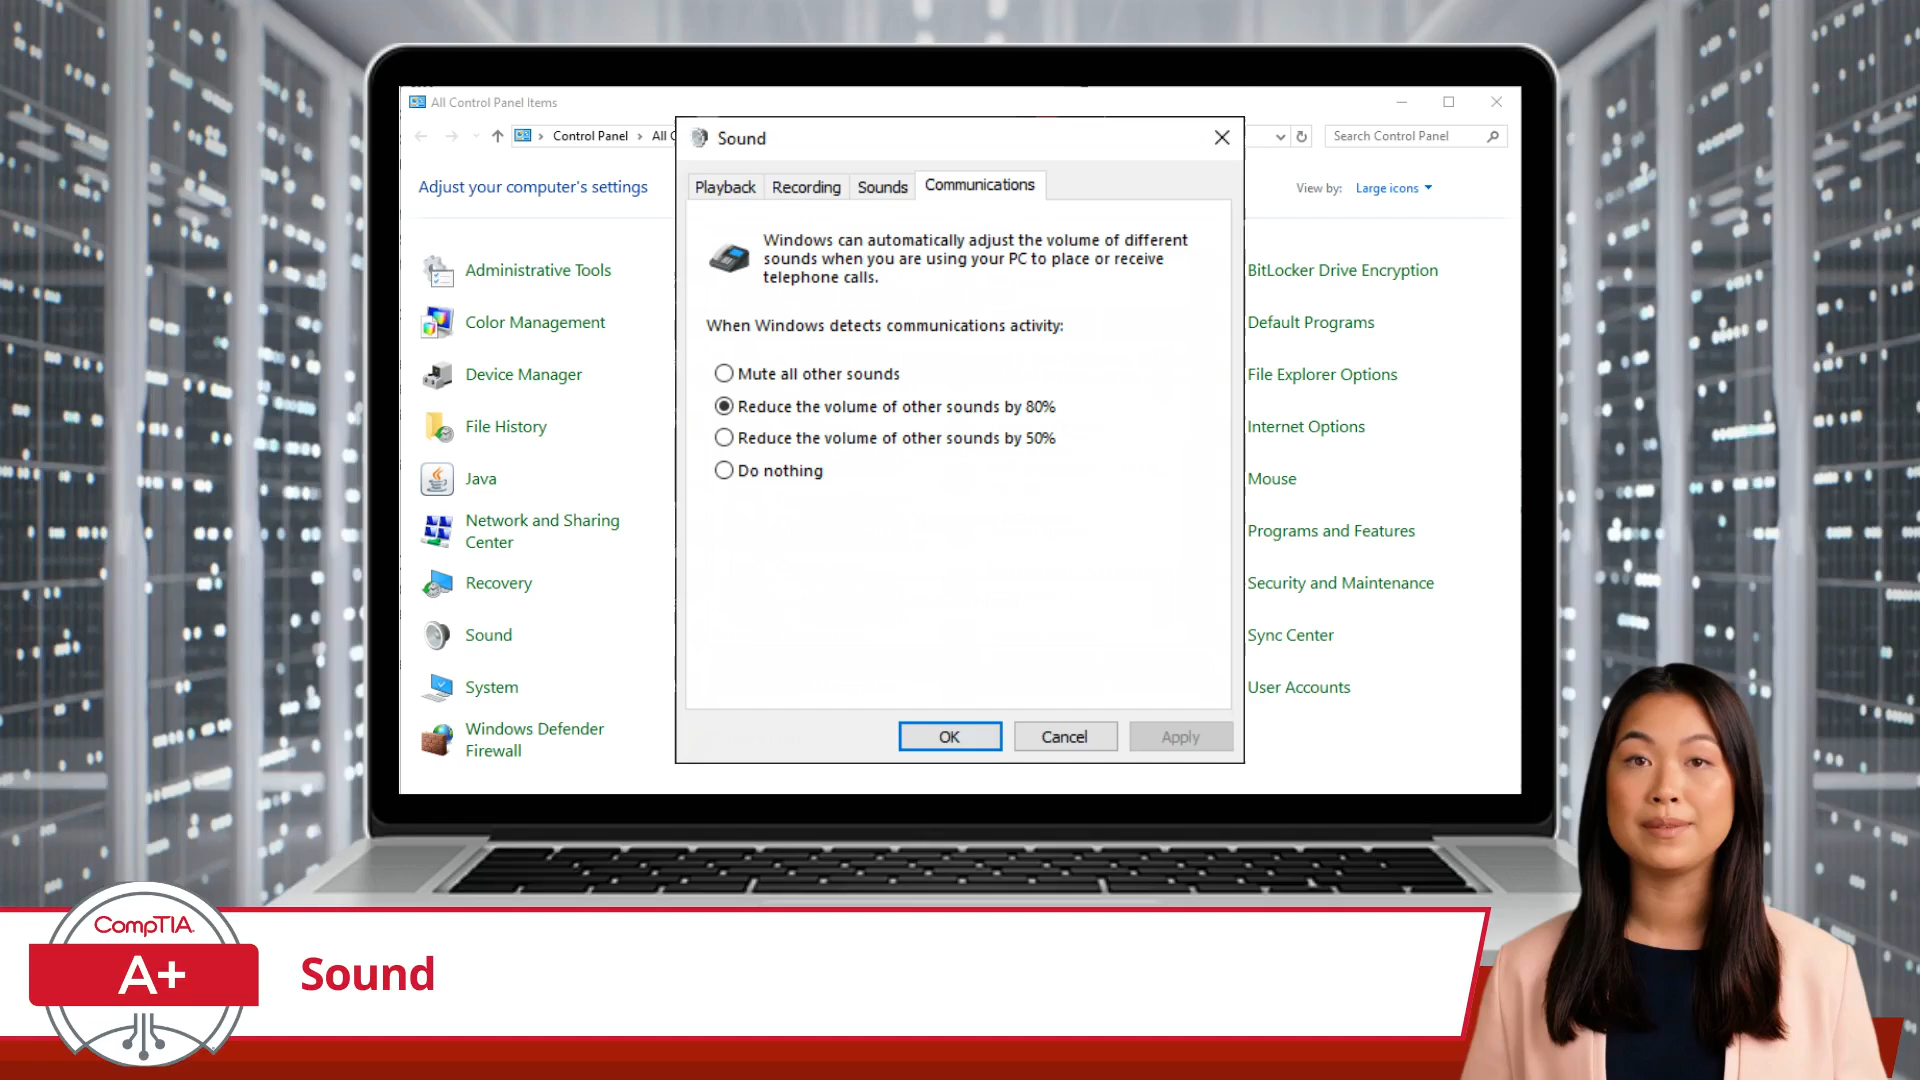 All Control Panel Items
Control Panel
All C
Search Control Panel
Adjust your computer's settings
View by:
Large icons
Administrative Tools
Color Management
Device Manager
File History
Java
Network and Sharing
Center
Recovery
Sound
System
Windows Defender
Firewall
Sound
Playback
Recording
Sounds
Communications
Windows can automatically adjust the volume of different
sounds when you are using your PC to place or receive
telephone calls.
When Windows detects communications activity:
Mute all other sounds
Reduce the volume of other sounds by 80%
Reduce the volume of other sounds by 50%
Do nothing
OK
Cancel
Apply
BitLocker Drive Encryption
Default Programs
File Explorer Options
Internet Options
Mouse
Programs and Features
Security and Maintenance
Sync Center
User Accounts
CompTIA.
A+
Sound